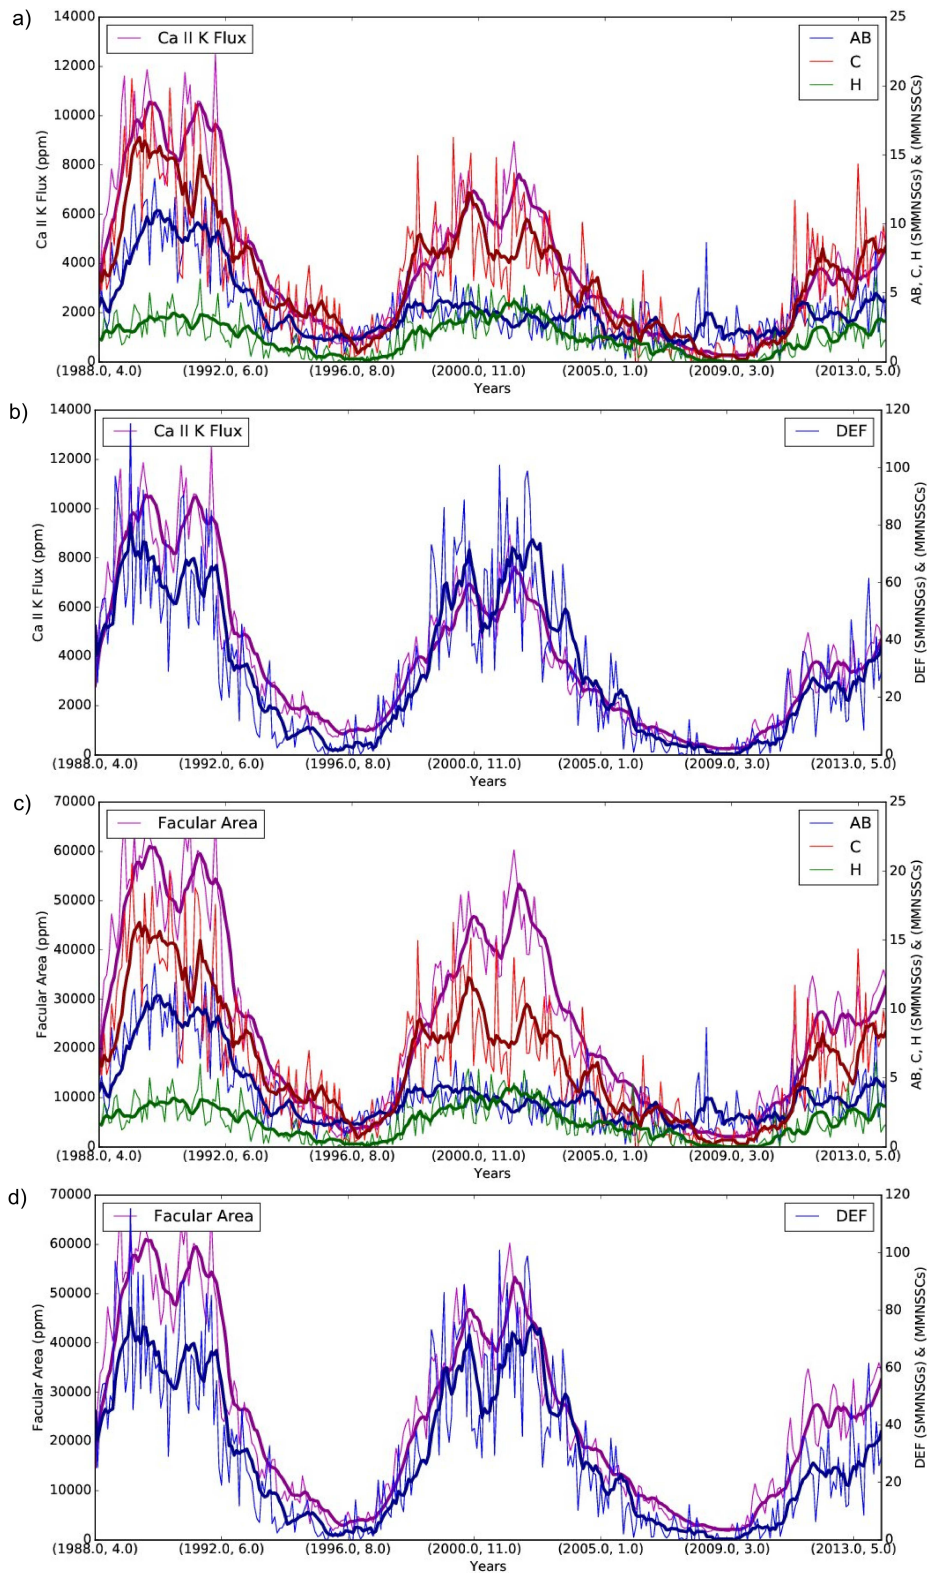 a)
14000
12000
10000
8000
6000
4000
2000
0
Ca II K Flux (ppm)
Ca II K Flux
AB
C
H
25
20
15
10
5
0
AB, C, H (SMMNSGs) & (MMNSSCs)
(1988.0, 4.0) (1992.0, 6.0) (1996.0, 8.0) (2000.0, 11.0) (2005.0, 1.0) (2009.0, 3.0) (2013.0, 5.0)
Years
b)
14000
12000
10000
8000
6000
4000
2000
0
Ca II K Flux (ppm)
Ca II K Flux
DEF
120
100
80
60
40
20
0
DEF (SMMNSGs) & (MMNSSCs)
(1988.0, 4.0) (1992.0, 6.0) (1996.0, 8.0) (2000.0, 11.0) (2005.0, 1.0) (2009.0, 3.0) (2013.0, 5.0)
Years
c)
70000
60000
50000
40000
30000
20000
10000
0
Facular Area (ppm)
Facular Area
AB
C
H
25
20
15
10
5
0
AB, C, H (SMMNSGs) & (MMNSSCs)
(1988.0, 4.0) (1992.0, 6.0) (1996.0, 8.0) (2000.0, 11.0) (2005.0, 1.0) (2009.0, 3.0) (2013.0, 5.0)
Years
d)
70000
60000
50000
40000
30000
20000
10000
0
Facular Area (ppm)
Facular Area
DEF
120
100
80
60
40
20
0
DEF (SMMNSGs) & (MMNSSCs)
(1988.0, 4.0) (1992.0, 6.0) (1996.0, 8.0) (2000.0, 11.0) (2005.0, 1.0) (2009.0, 3.0) (2013.0, 5.0)
Years